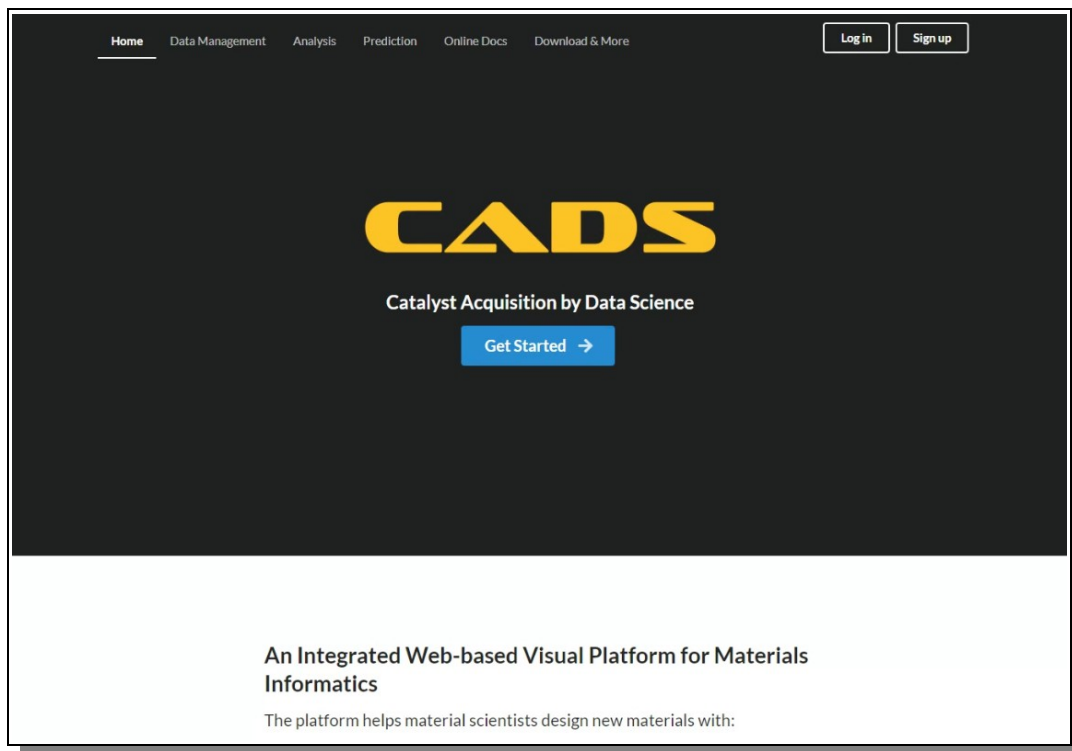 Home Data Management Analysis Prediction Online Docs Download & More Log in Sign up
CADS
Catalyst Acquisition by Data Science
Get Started
An Integrated Web-based Visual Platform for Materials
Informatics
The platform helps material scientists design new materials with: